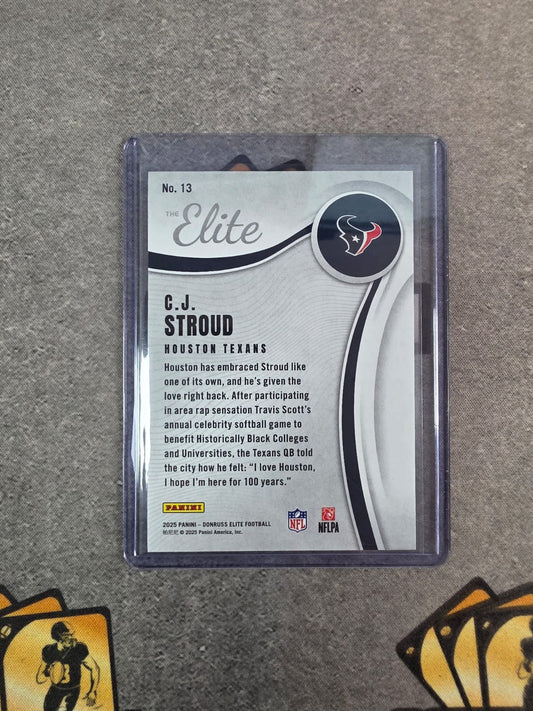 No. 13
THE
Elite
C.J.
STROUD
HOUSTON TEXANS
Houston has embraced Stroud like
one of its own, and he's given the
love right back. After participating
in area rap sensation Travis Scott's
annual celebrity softball game to
benefit Historically Black Colleges
and Universities, the Texans QB told
the city how he felt: "I love Houston,
I hope I'm here for 100 years."
PANINI
2025 PANINI – DONRUSS ELITE FOOTBALL
帕尼尼 © 2025 Panini America, Inc.
NFL
NFLPA